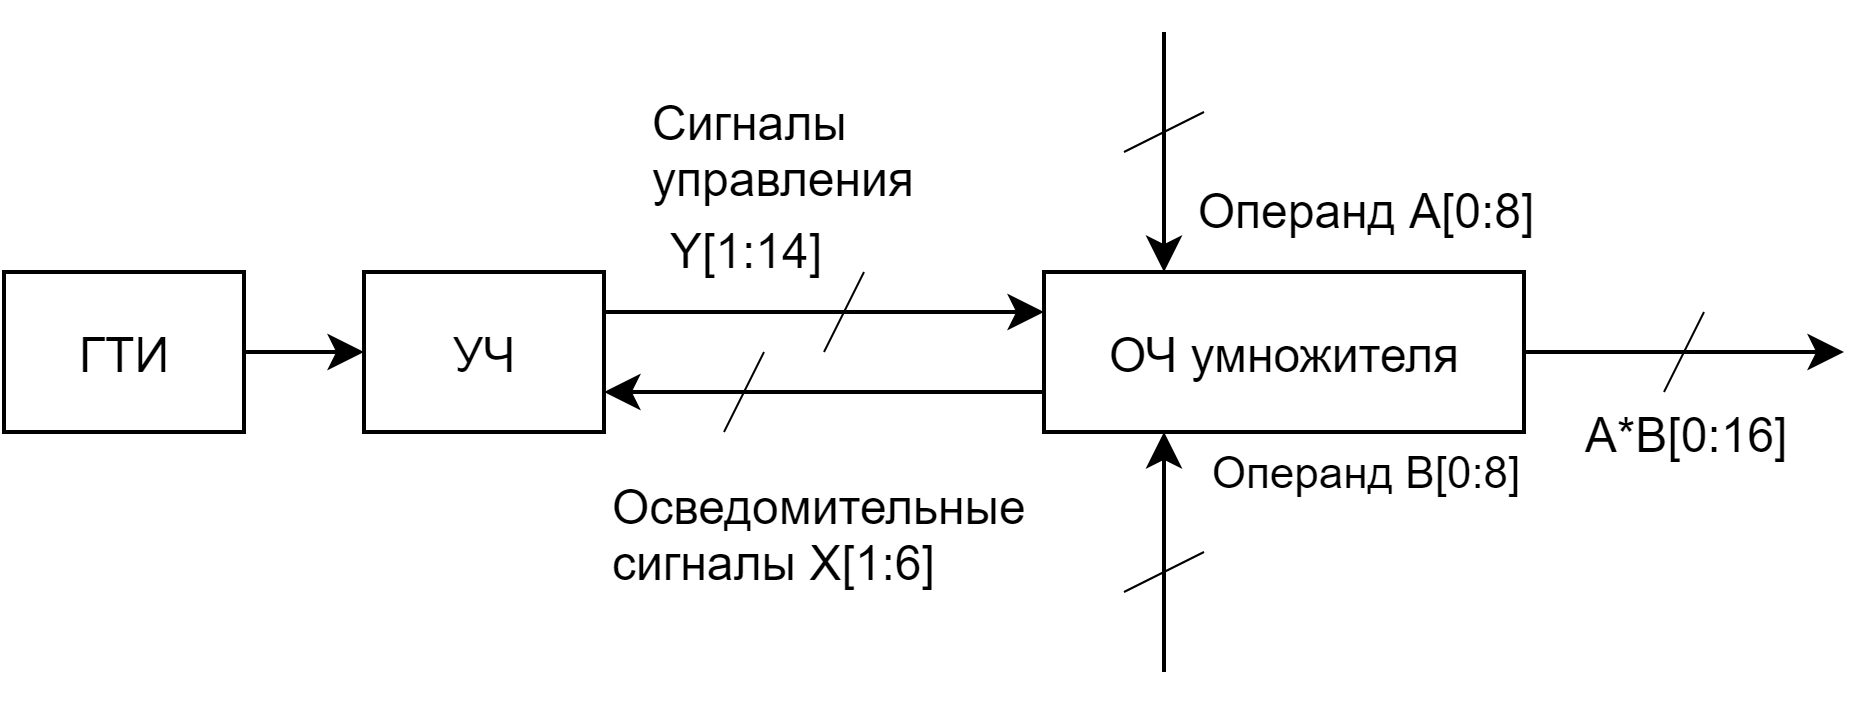 Сигналы
управления
Y[1:14]
Операнд A[0:8]
ГТИ
УЧ
ОЧ умножителя
A*B[0:16]
Операнд B[0:8]
Осведомительные
сигналы X[1:6]